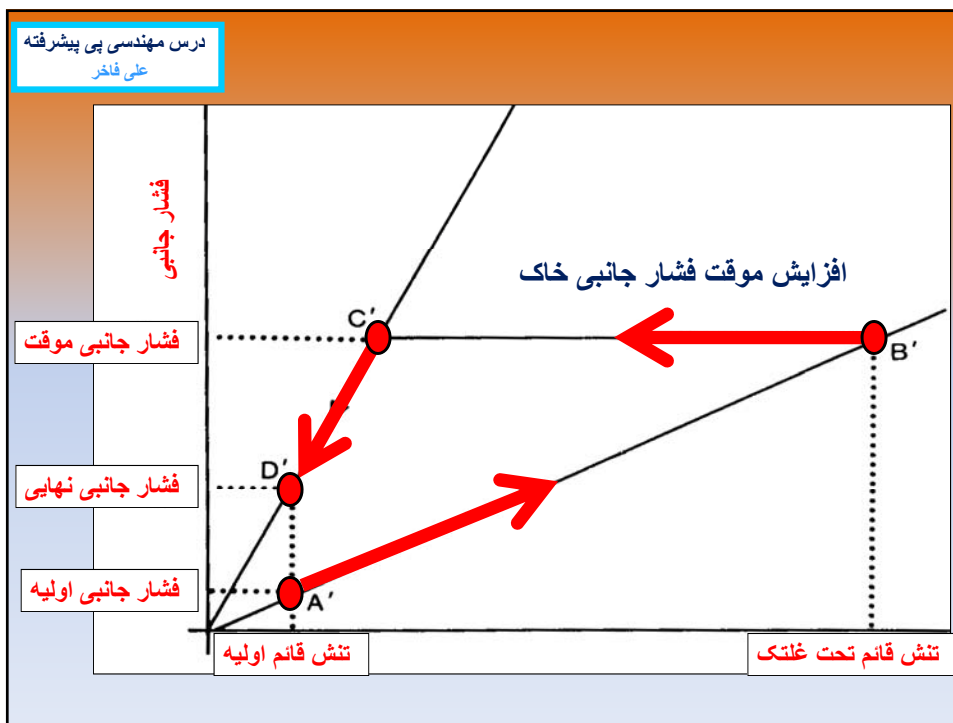 درس مهندسی پی پیشرفته
علی فاخر
فشار جانبی
افزایش موقت فشار جانبی خاک
C′
فشار جانبی موقت
B′
D′
فشار جانبی نهایی
فشار جانبی اولیه
A′
تنش قائم اولیه
تنش قائم تحت غلتک